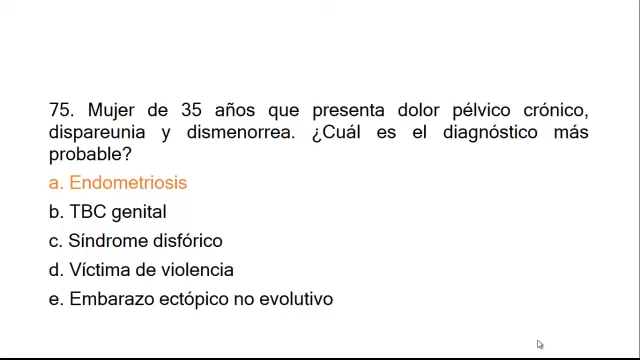 75. Mujer de 35 años que presenta dolor pélvico crónico,
dispareunia y dismenorrea. ¿Cuál es el diagnóstico más
probable?
a. Endometriosis
b. TBC genital
c. Síndrome disfórico
d. Víctima de violencia
e. Embarazo ectópico no evolutivo